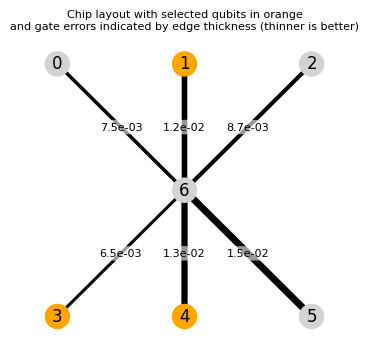 Chip layout with selected qubits in orange
and gate errors indicated by edge thickness (thinner is better)
0 1 2
7.5e-03 1.2e-02 8.7e-03
6
6.5e-03 1.3e-02 1.5e-02
3 4 5